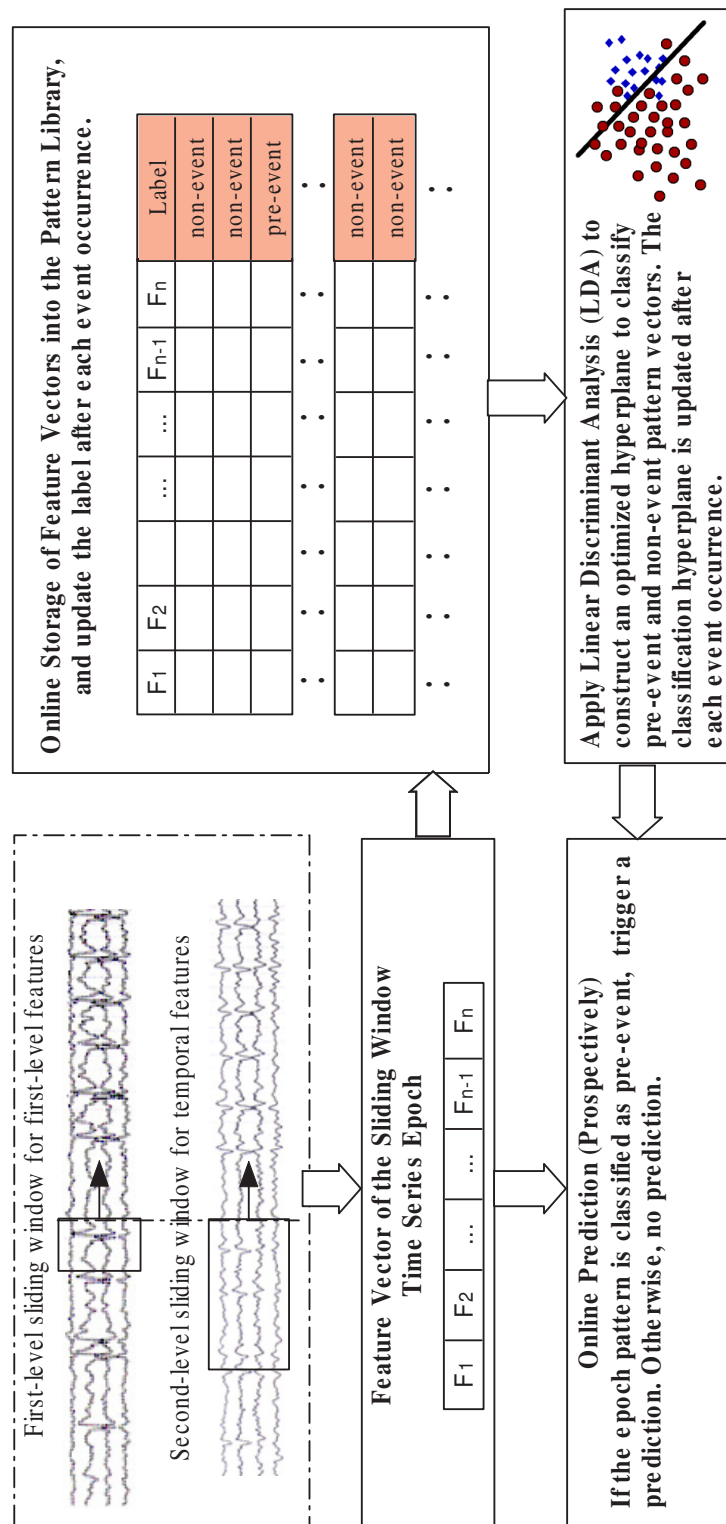 First-level sliding window for first-level features
Second-level sliding window for temporal features
Feature Vector of the Sliding Window
Time Series Epoch
F1 F2 ... ... Fn-1 Fn
Online Storage of Feature Vectors into the Pattern Library,
and update the label after each event occurrence.
F1 F2 ... ... Fn-1 Fn Label
non-event
non-event
pre-event
non-event
non-event
Apply Linear Discriminant Analysis (LDA) to
construct an optimized hyperplane to classify
pre-event and non-event pattern vectors. The
classification hyperplane is updated after
each event occurrence.
Online Prediction (Prospectively)
If the epoch pattern is classified as pre-event, trigger a
prediction. Otherwise, no prediction.